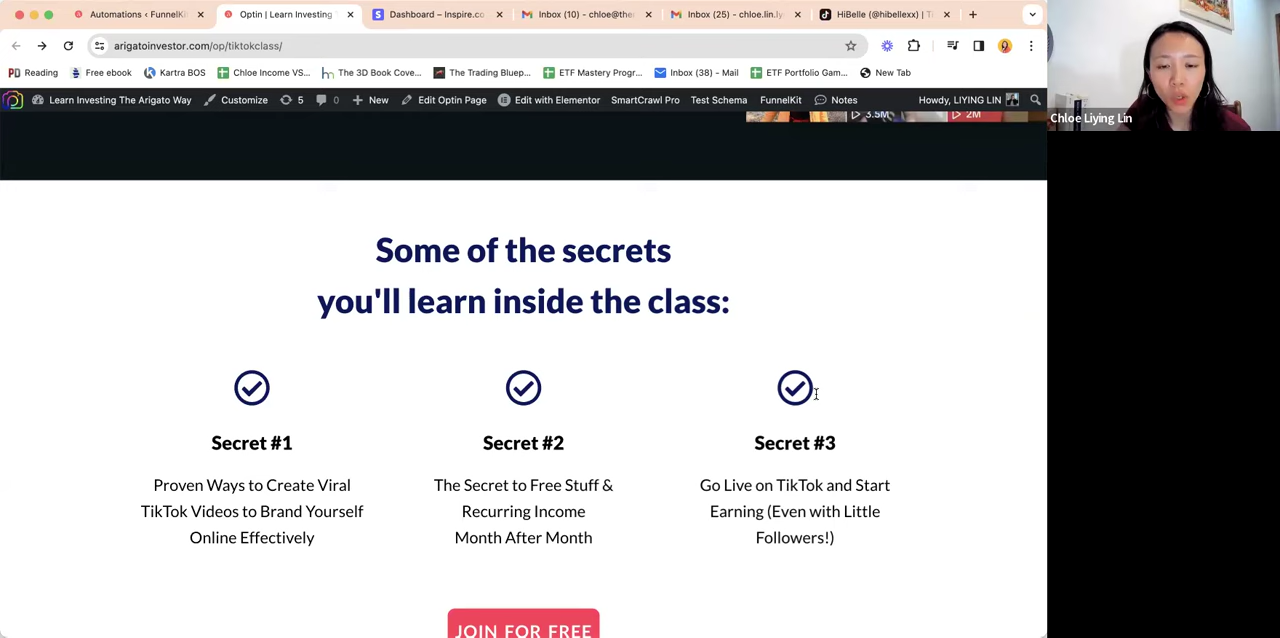 Automations ‹ FunnelKi
Optin | Learn Investing
Dashboard – Inspire.co
Inbox (10) - chloe@the
Inbox (25) - chloe.lin.ly
HiBelle (@hibellexx) | T
arigatoinvestor.com/op/tiktokclass/
Reading
Free ebook
Kartra BOS
Chloe Income VS...
The 3D Book Cove...
The Trading Bluep...
ETF Mastery Progr...
Inbox (38) - Mail
ETF Portfolio Gam...
New Tab
Learn Investing The Arigato Way
Customize
5
0
New
Edit Optin Page
Edit with Elementor
SmartCrawl Pro
Test Schema
FunnelKit
Notes
Howdy, LIYING LIN
3.5M
2M
Chloe Liying Lin
Some of the secrets
you'll learn inside the class:
Secret #1
Proven Ways to Create Viral
TikTok Videos to Brand Yourself
Online Effectively
Secret #2
The Secret to Free Stuff &
Recurring Income
Month After Month
Secret #3
Go Live on TikTok and Start
Earning (Even with Little
Followers!)
JOIN FOR FREE